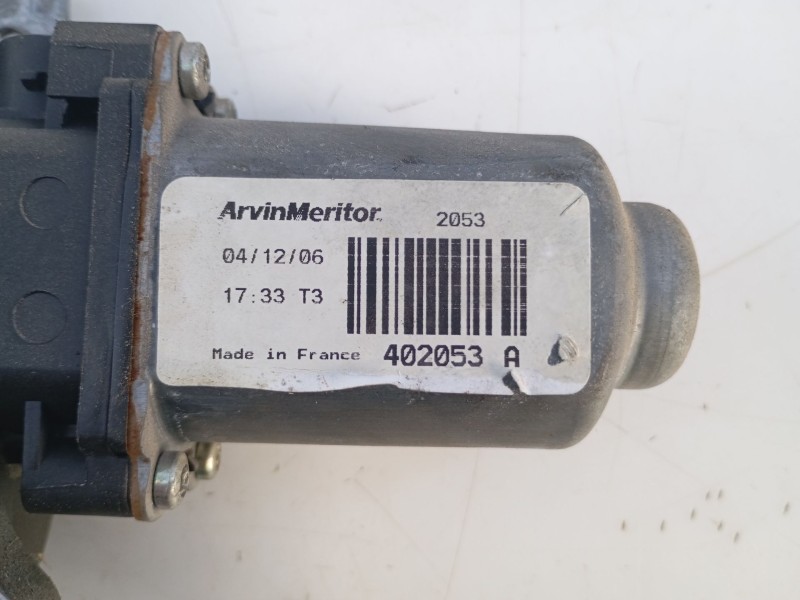 ArvinMeritor 2053
04/12/06
17:33 T3
Made in France 402053 A